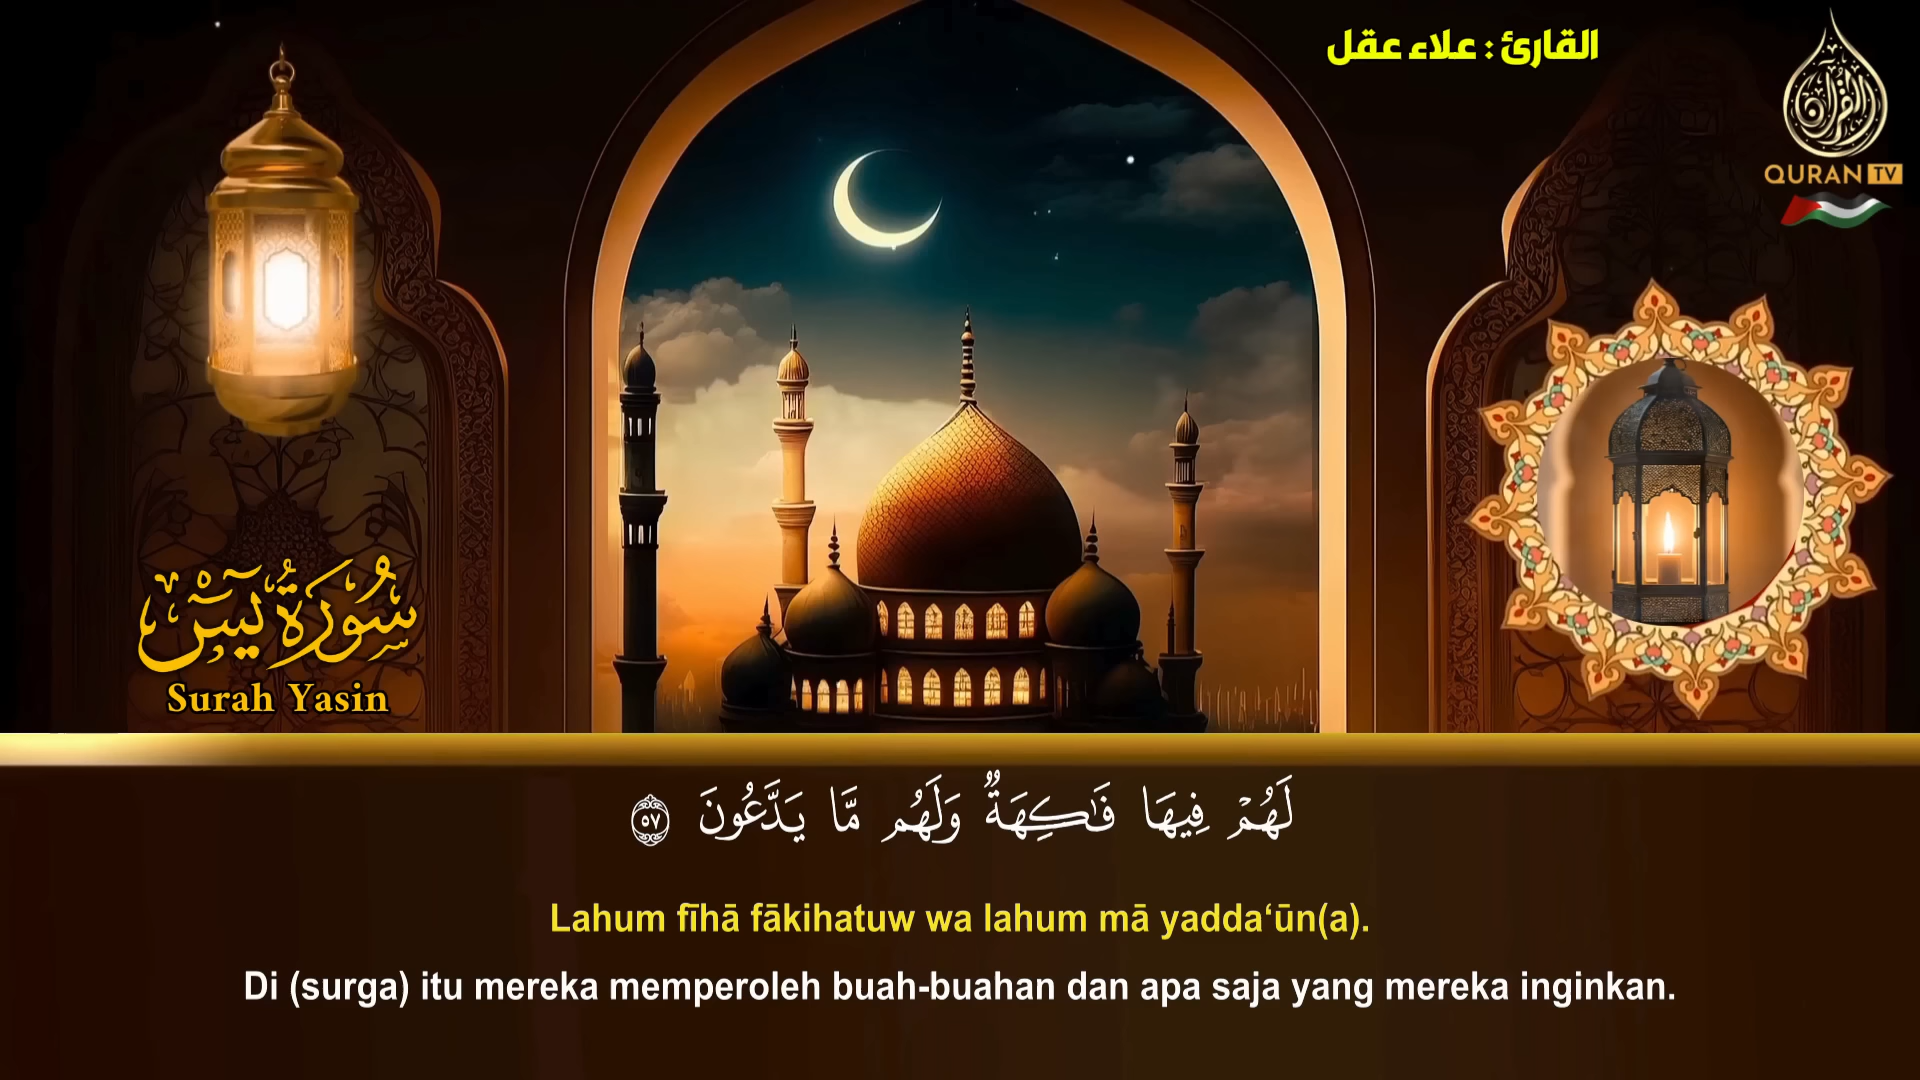 القارئ : علاء عقل
القرآن
QURAN TV
سُورَةُ يسٓ
Surah Yasin
لَهُمْ فِيهَا فَـٰكِهَةٌ وَلَهُم مَّا يَدَّعُونَ ٥٧
Lahum fīhā fākihatuw wa lahum mā yadda‘ūn(a).
Di (surga) itu mereka memperoleh buah-buahan dan apa saja yang mereka inginkan.